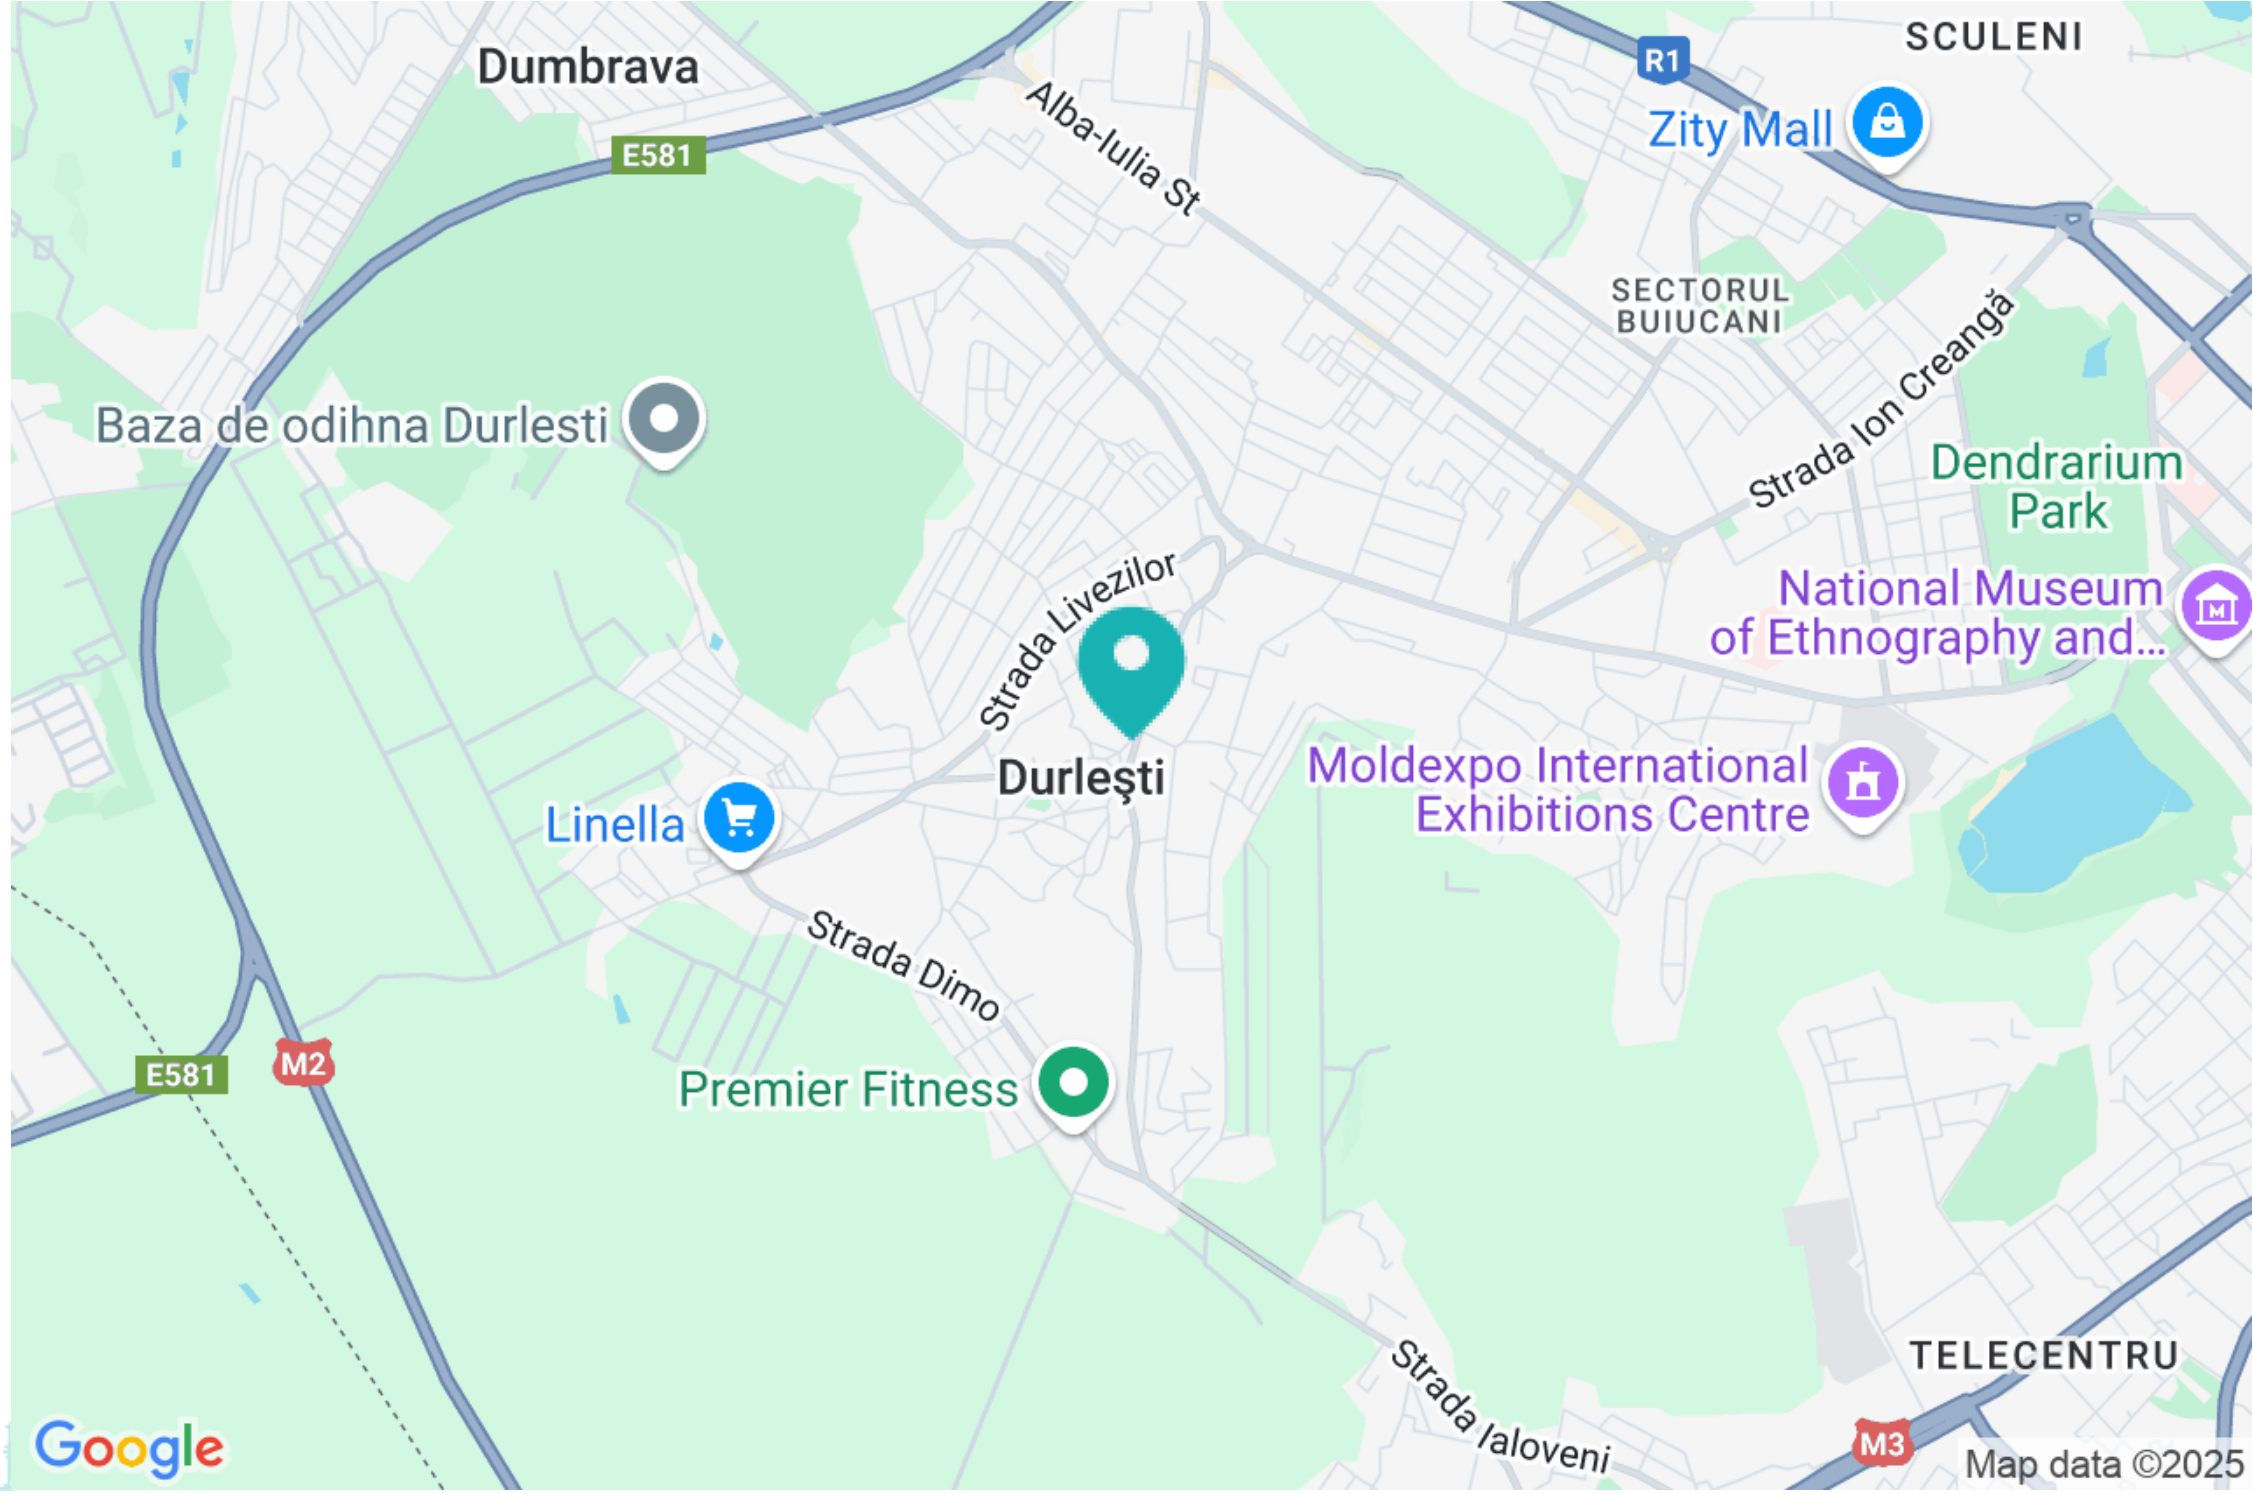 SCULENI
Dumbrava
R1
Zity Mall
Alba-Iulia St
E581
SECTORUL
BUIUCANI
Strada Ion Creangă
Baza de odihna Durlesti
Dendrarium
Park
Strada Livezilor
National Museum
of Ethnography and...
Durleşti
Moldexpo International
Exhibitions Centre
Linella
Strada Dimo
E581
M2
Premier Fitness
TELECENTRU
Strada Ialoveni
M3
Google
Map data ©2025